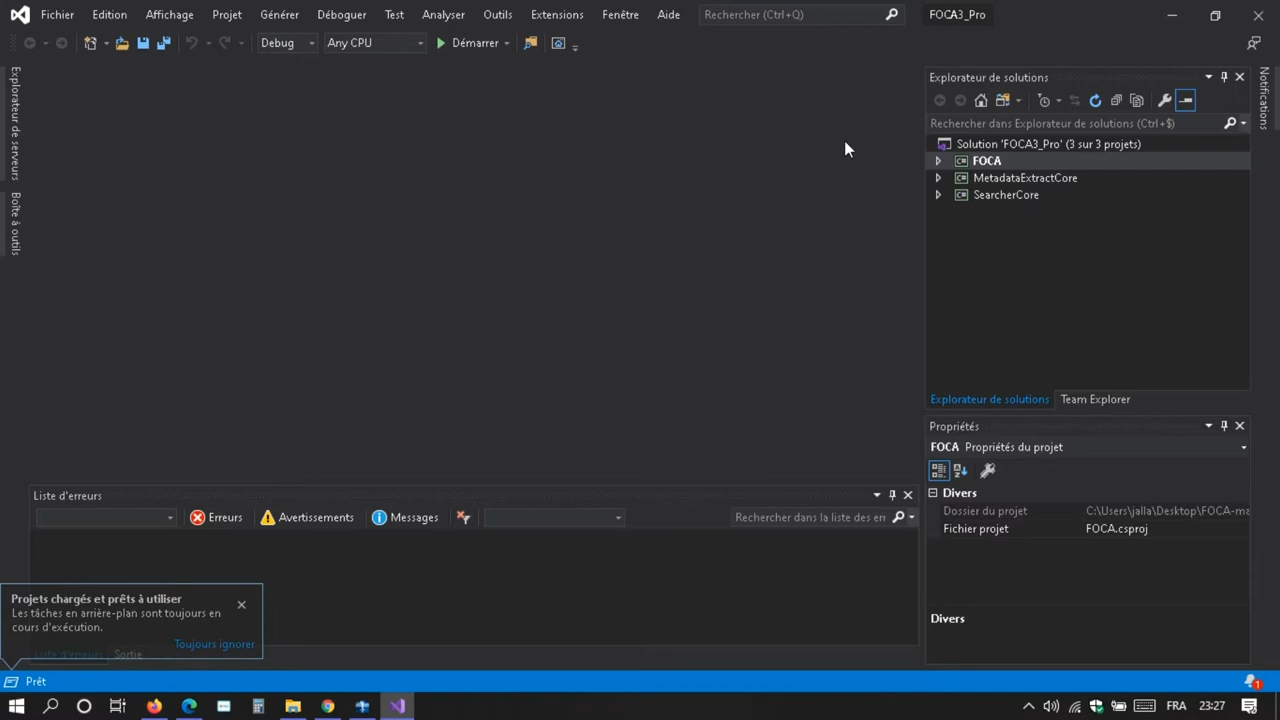 Fichier Edition Affichage Projet Générer Déboguer Test Analyser Outils Extensions Fenêtre Aide Rechercher (Ctrl+Q) FOCA3_Pro
Debug Any CPU Démarrer
Explorateur de serveurs
Boîte à outils
Explorateur de solutions
Notifications
Rechercher dans Explorateur de solutions (Ctrl+$)
Solution 'FOCA3_Pro' (3 sur 3 projets)
FOCA
MetadataExtractCore
SearcherCore
Explorateur de solutions Team Explorer
Propriétés
FOCA Propriétés du projet
Divers
Dossier du projet C:\Users\jalla\Desktop\FOCA-ma
Fichier projet FOCA.csproj
Divers
Liste d'erreurs
Erreurs Avertissements Messages Rechercher dans la liste des err
Projets chargés et prêts à utiliser
Les tâches en arrière-plan sont toujours en
cours d'exécution.
Toujours ignorer
Liste d'erreurs Sortie
Prêt 1
FRA 23:27